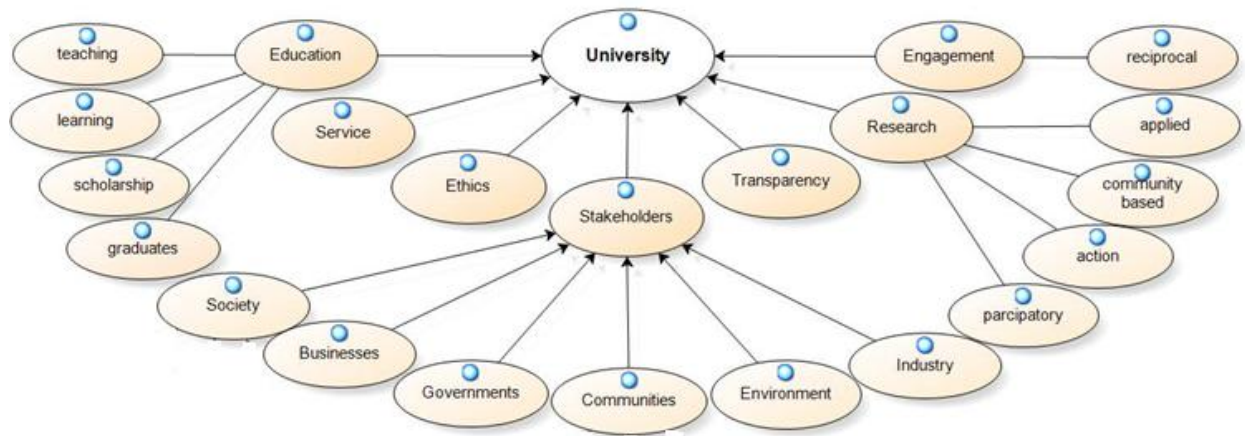 University
Education
teaching
learning
scholarship
graduates
Service
Ethics
Stakeholders
Transparency
Engagement
reciprocal
Research
applied
community
based
action
parcipatory
Society
Businesses
Governments
Communities
Environment
Industry